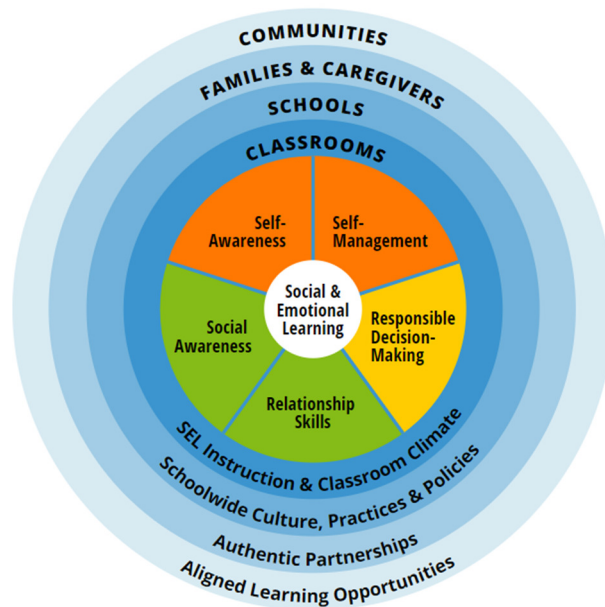 COMMUNITIES
FAMILIES & CAREGIVERS
SCHOOLS
CLASSROOMS
Self-
Awareness
Self-
Management
Social &
Emotional
Learning
Social
Awareness
Responsible
Decision-
Making
Relationship
Skills
SEL Instruction & Classroom Climate
Schoolwide Culture, Practices & Policies
Authentic Partnerships
Aligned Learning Opportunities